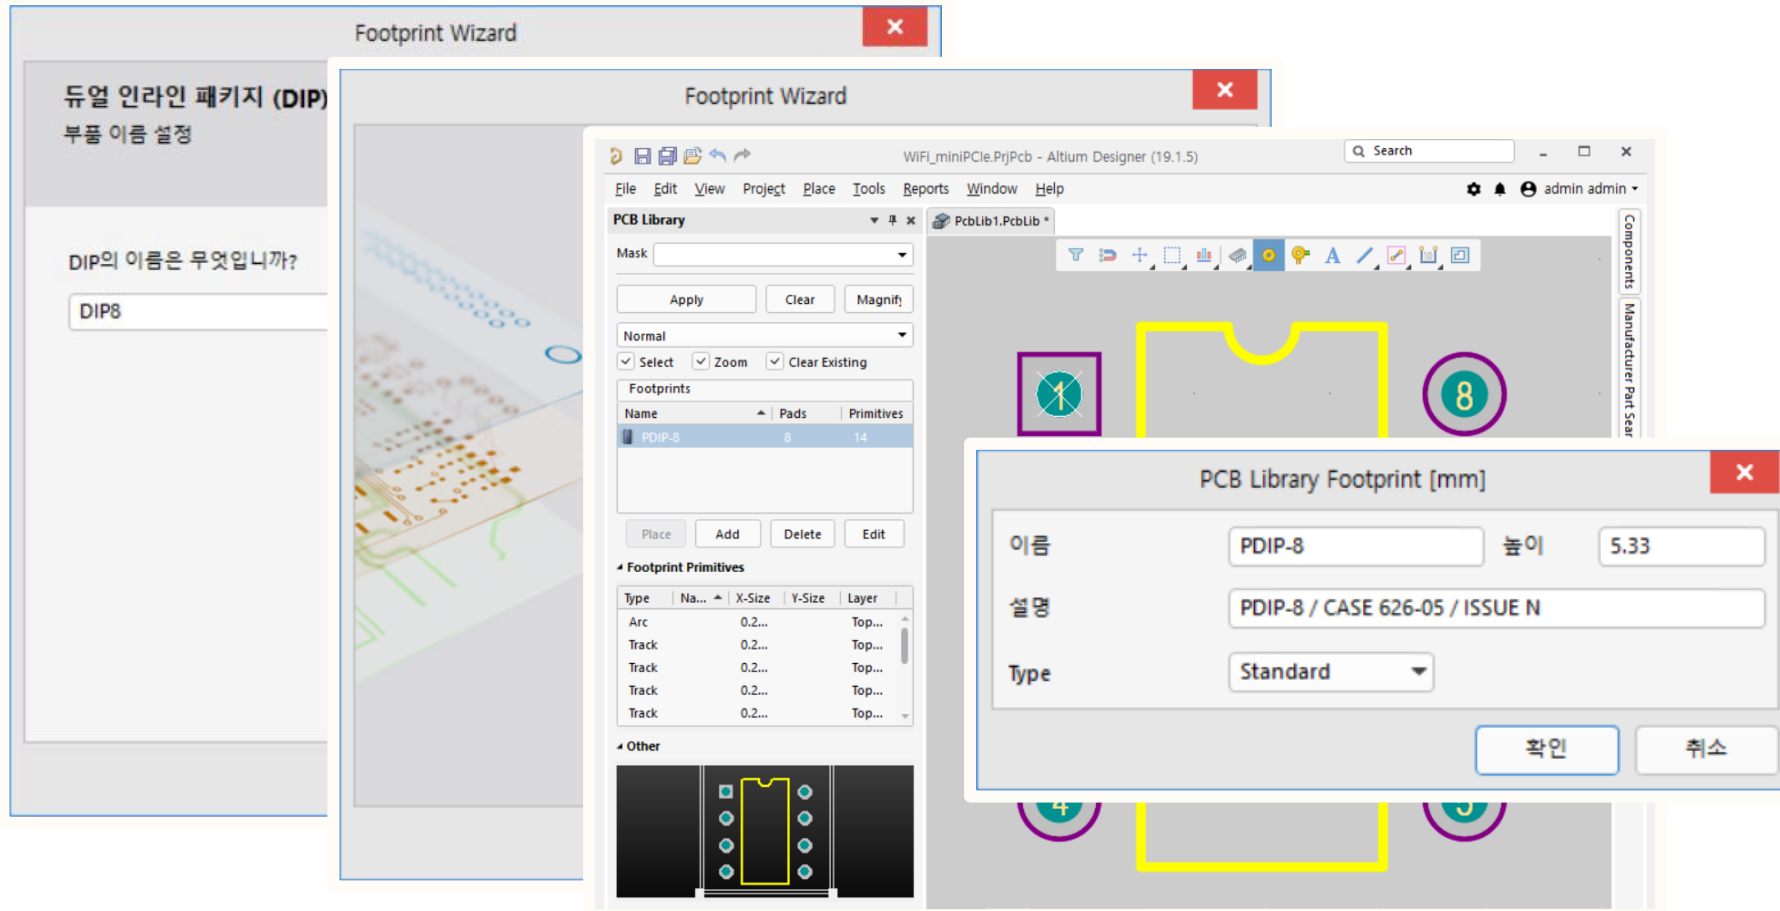 Footprint Wizard
듀얼 인라인 패키지 (DIP)
부품 이름 설정
DIP의 이름은 무엇입니까?
DIP8
Footprint Wizard
WiFi_miniPCIe.PrjPcb - Altium Designer (19.1.5)
Search
File Edit View Project Place Tools Reports Window Help
admin admin
PCB Library
PcbLib1.PcbLib *
Mask
Apply Clear Magnify
Normal
Select Zoom Clear Existing
Footprints
Name Pads Primitives
PDIP-8 8 14
Place Add Delete Edit
Footprint Primitives
Type Na... X-Size Y-Size Layer
Arc 0.2... Top...
Track 0.2... Top...
Track 0.2... Top...
Track 0.2... Top...
Track 0.2... Top...
Other
A
10
1
8
4
5
Components
Manufacturer Part Sear
PCB Library Footprint [mm]
이름 PDIP-8 높이 5.33
설명 PDIP-8 / CASE 626-05 / ISSUE N
Type Standard
확인 취소